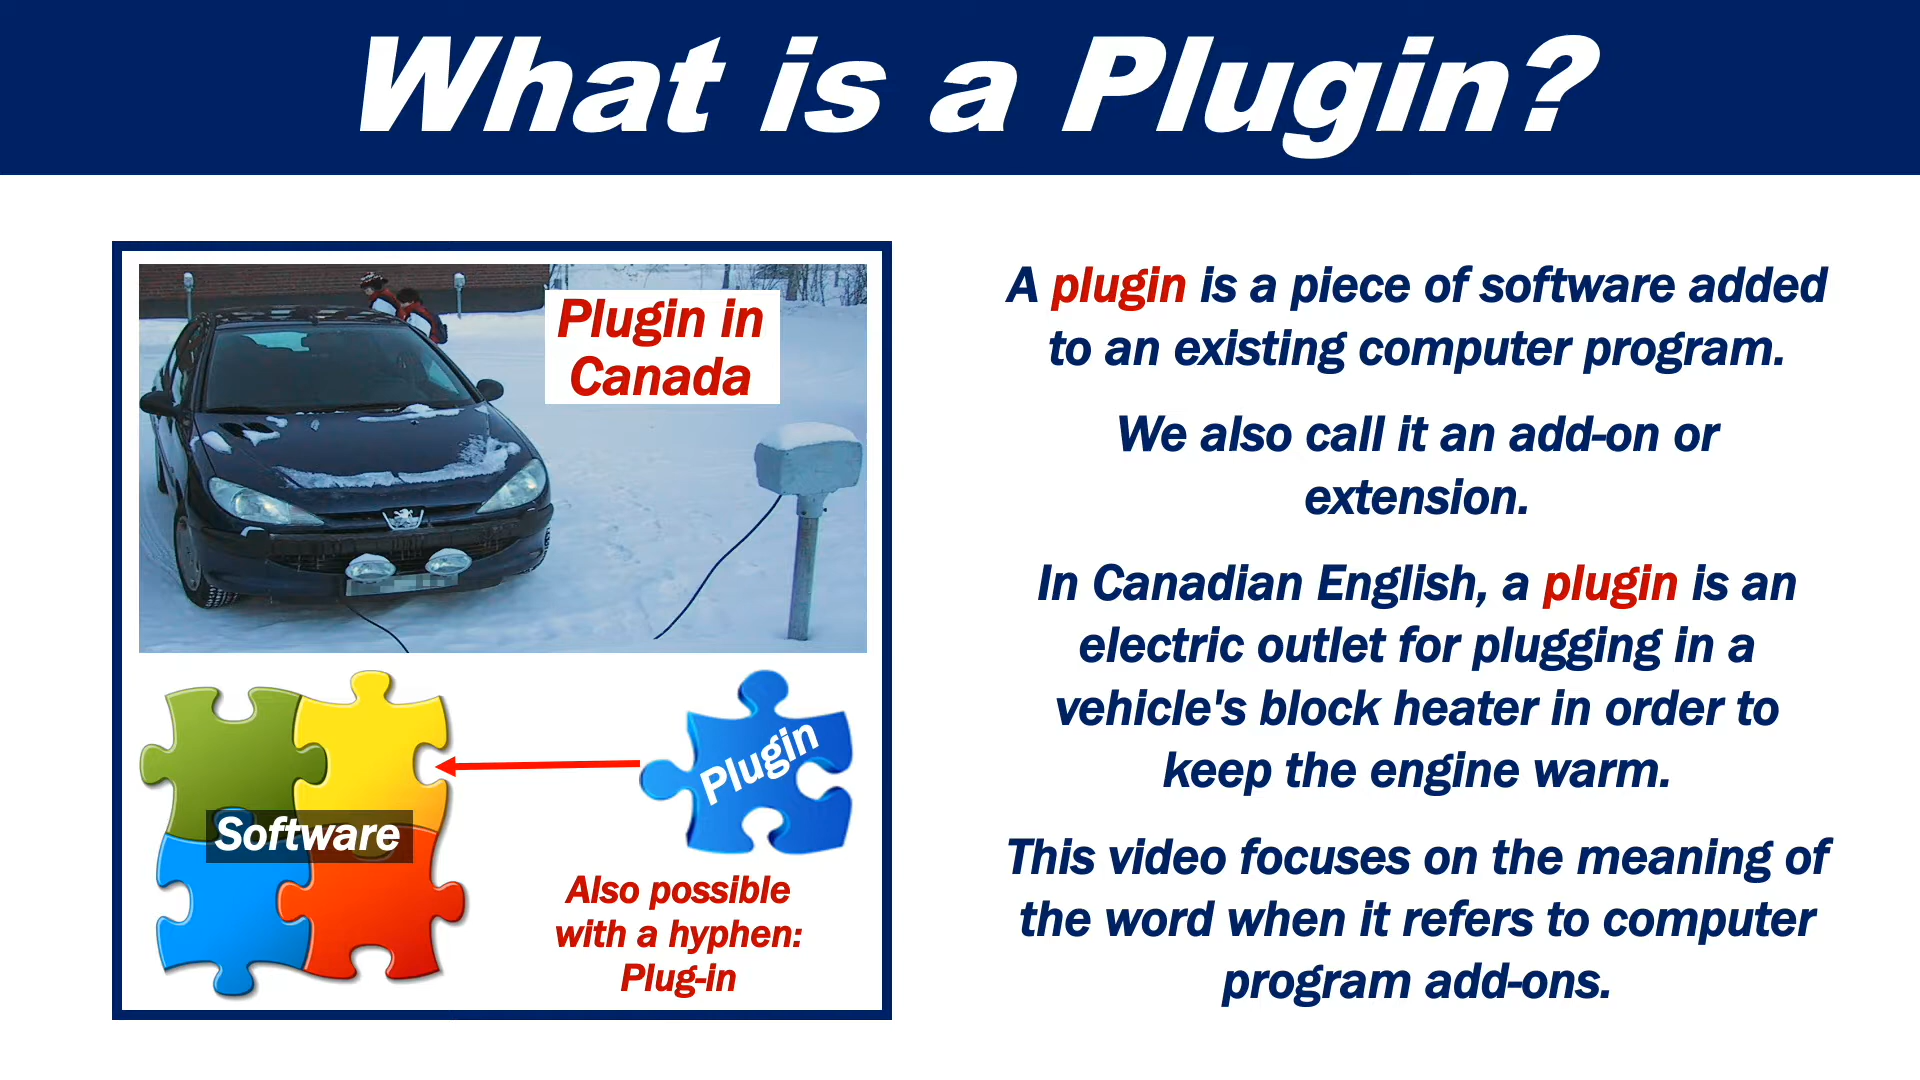 What is a Plugin?
Plugin in
Canada
Software
Plugin
Also possible
with a hyphen:
Plug-in
A plugin is a piece of software added
to an existing computer program.
We also call it an add-on or
extension.
In Canadian English, a plugin is an
electric outlet for plugging in a
vehicle's block heater in order to
keep the engine warm.
This video focuses on the meaning of
the word when it refers to computer
program add-ons.